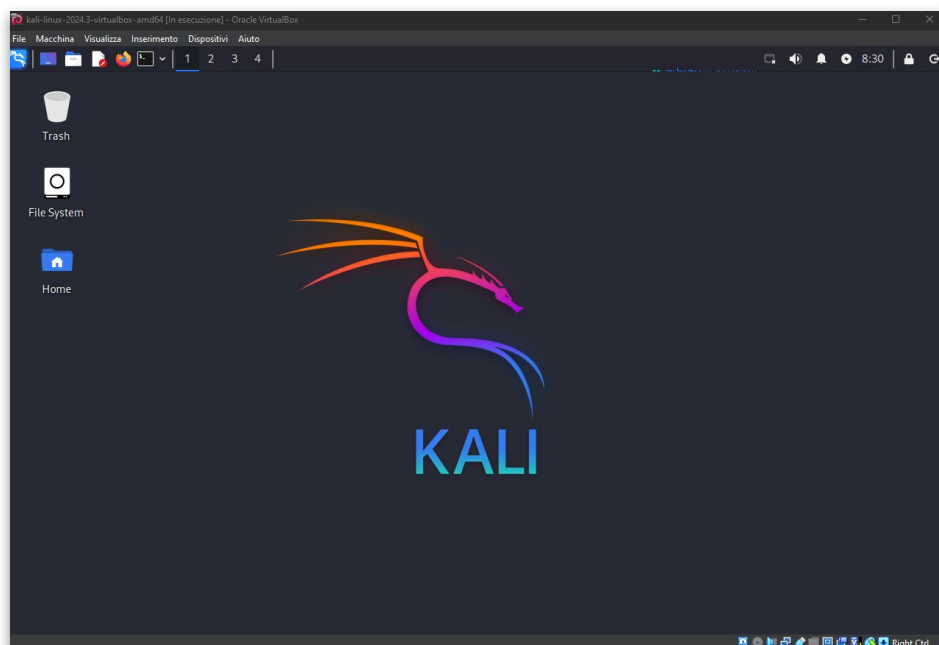 kali-linux-2024.3-virtualbox-amd64 [In esecuzione] - Oracle VirtualBox
File Macchina Visualizza Inserimento Dispositivi Aiuto
1 2 3 4 8:30
Trash
File System
Home
KALI
Right Ctrl